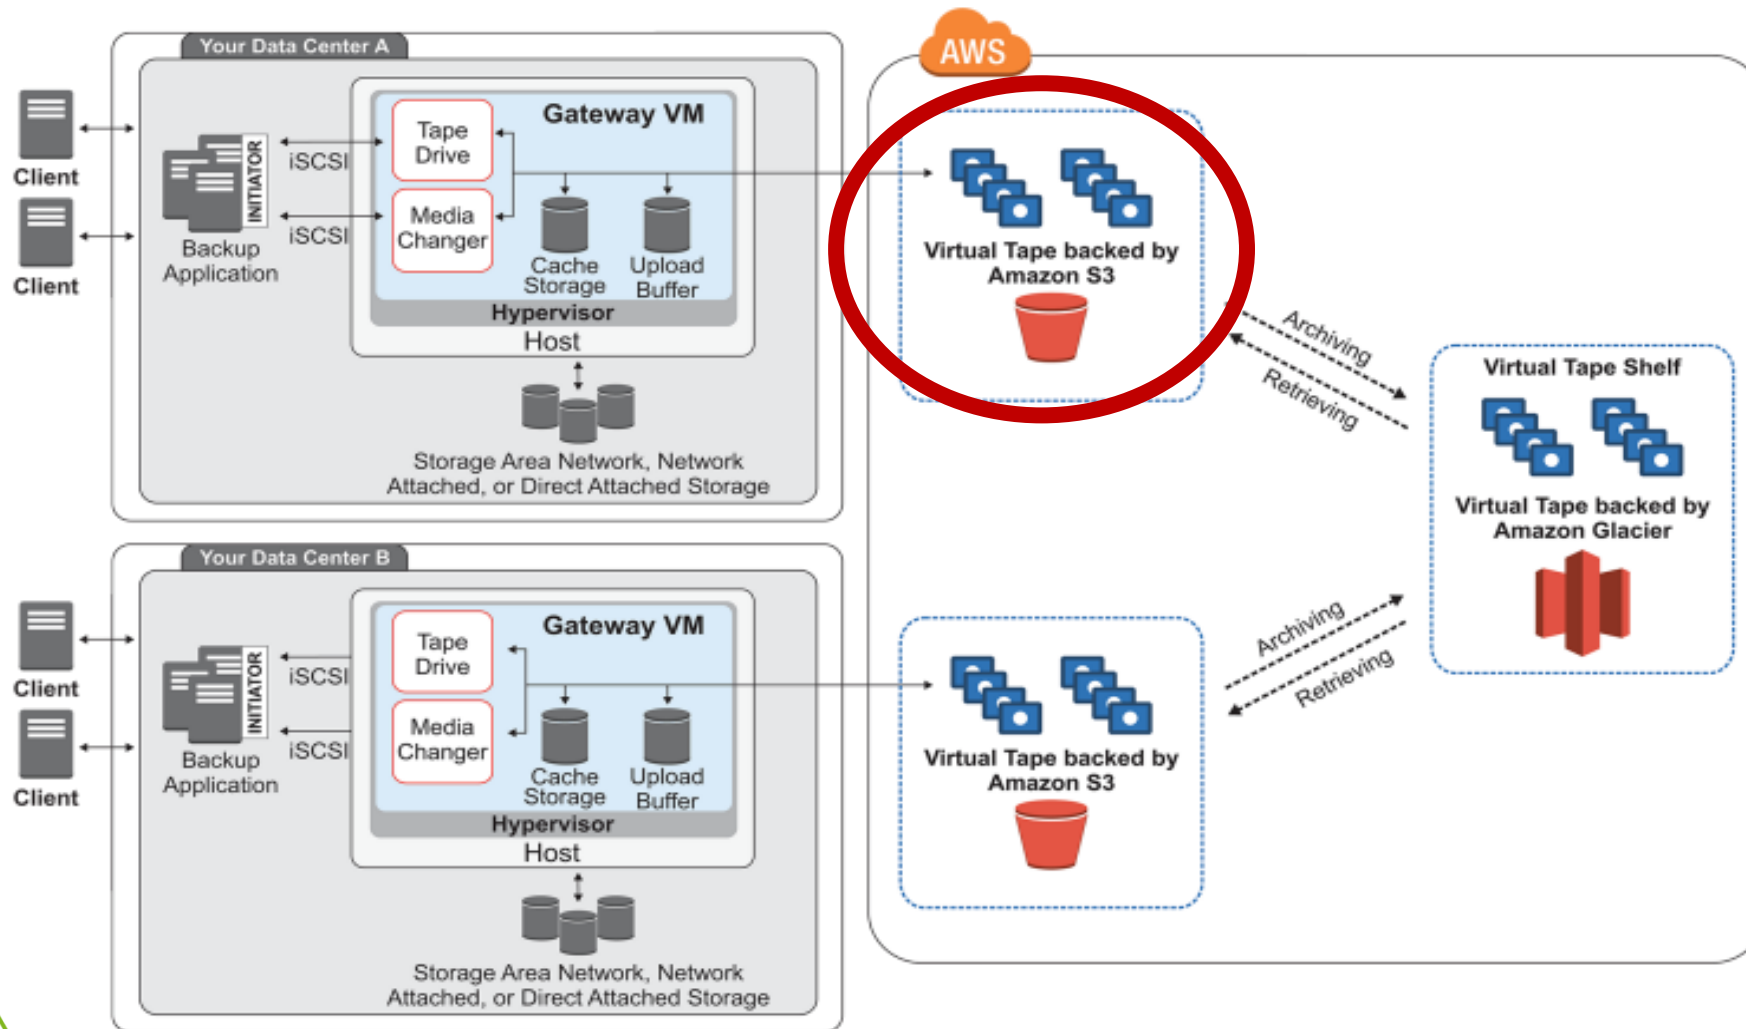 AWS
Your Data Center A
Client
Client
INITIATOR
Backup
Application
iSCSI
iSCSI
Gateway VM
Tape
Drive
Media
Changer
Cache
Storage
Upload
Buffer
Hypervisor
Host
Storage Area Network, Network
Attached, or Direct Attached Storage
Virtual Tape backed by
Amazon S3
Archiving
Retrieving
Virtual Tape Shelf
Virtual Tape backed by
Amazon Glacier
Your Data Center B
Client
Client
INITIATOR
Backup
Application
iSCSI
iSCSI
Gateway VM
Tape
Drive
Media
Changer
Cache
Storage
Upload
Buffer
Hypervisor
Host
Storage Area Network, Network
Attached, or Direct Attached Storage
Virtual Tape backed by
Amazon S3
Archiving
Retrieving